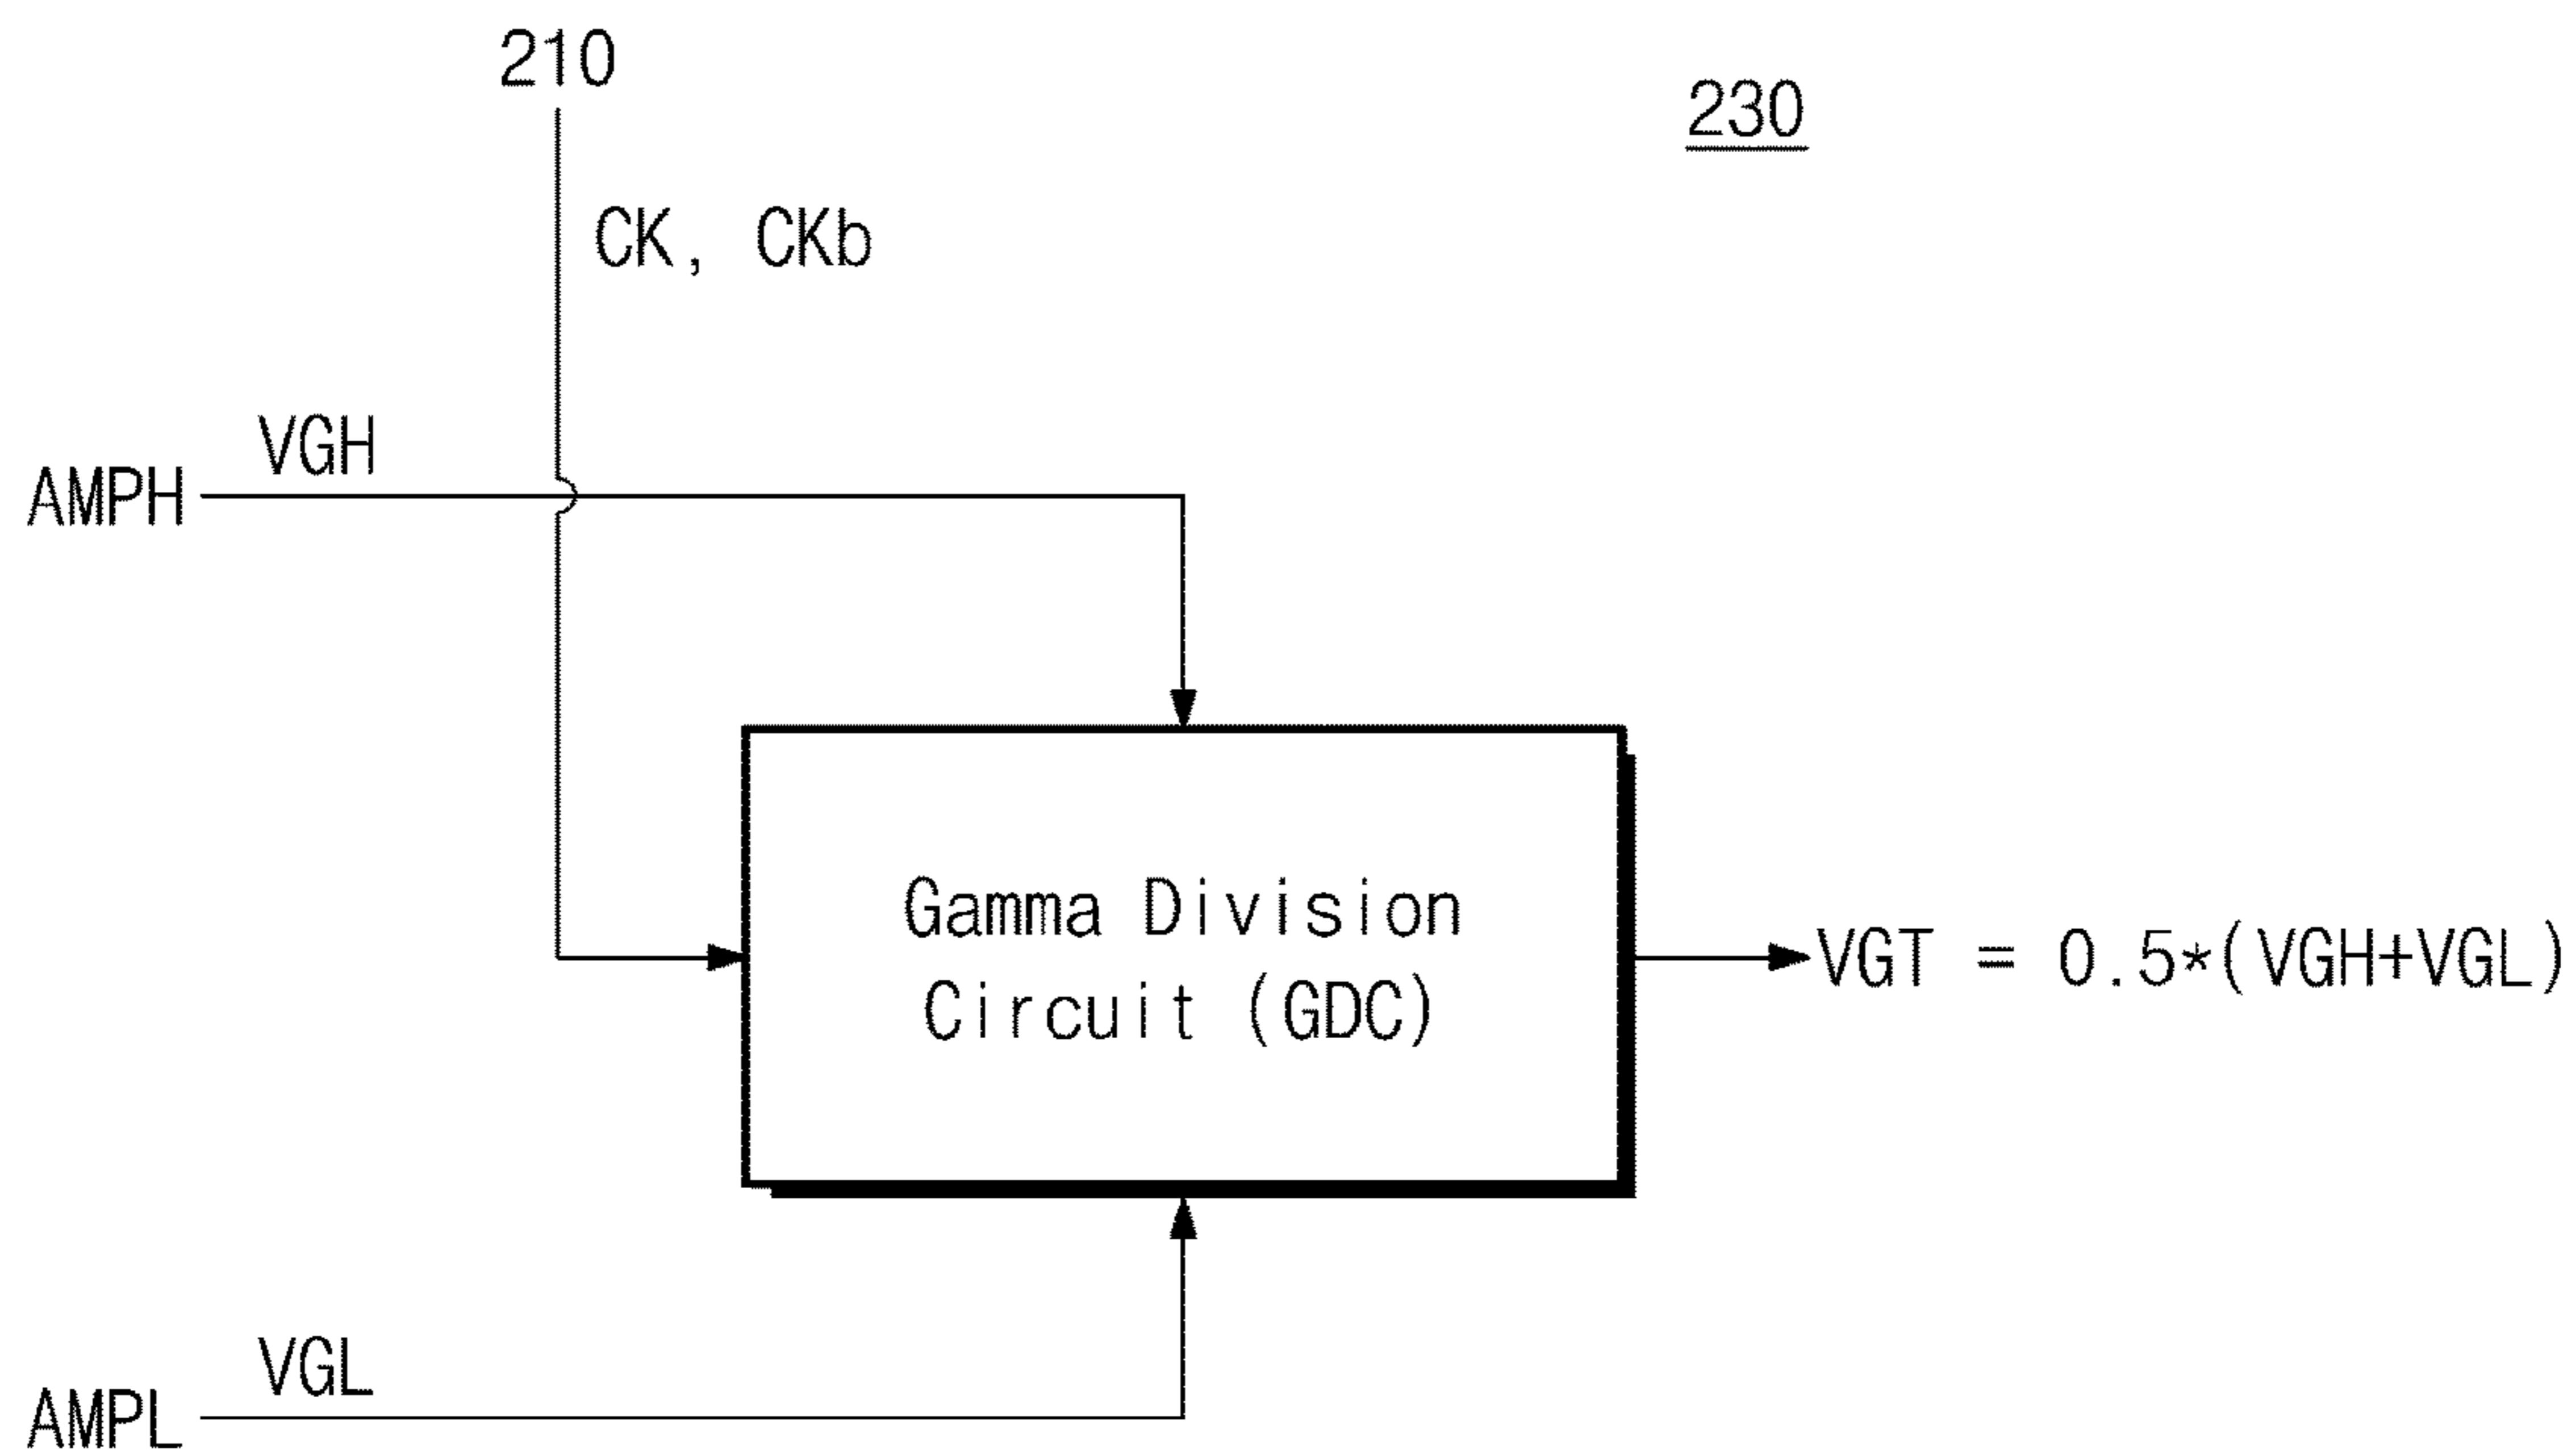 210
230
CK, CKb
VGH
AMPH
Gamma Division
Circuit (GDC)
VGT = 0.5*(VGH+VGL)
VGL
AMPL